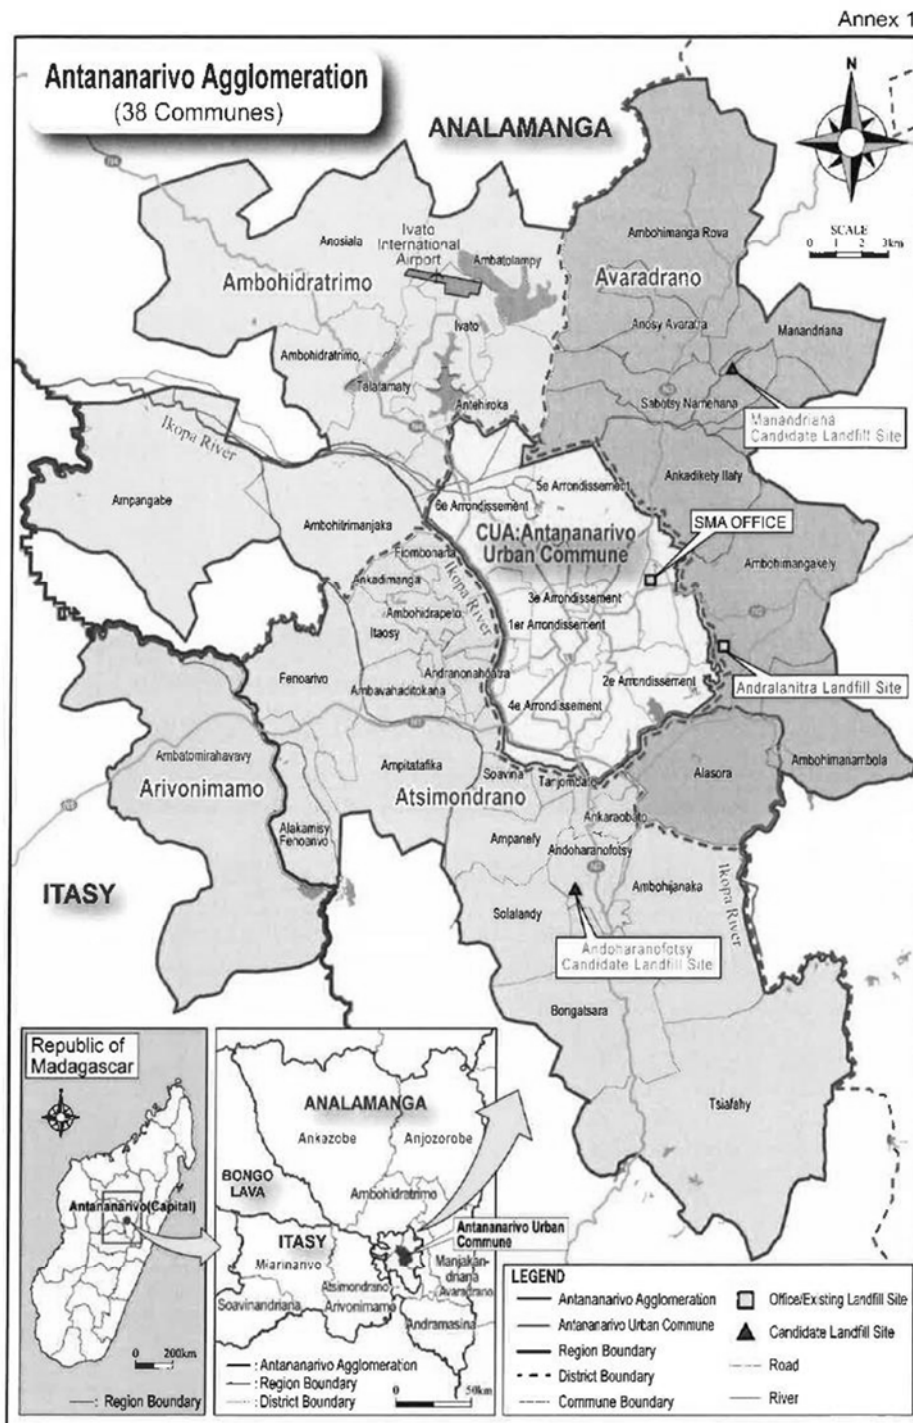 Annex 1
Antananarivo Agglomeration
(38 Communes)
ANALAMANGA
N
SCALE
0 1 2 3km
Ambohimanga Rova
Avaradrano
Anosiala
Ivato
International
Airport
Ambatolampy
Ambohidratrimo
Ivato
Anosy Avaratra
Manandriana
Ambohidratrimo
Talatamaty
Antehiroka
Sabotsy Namehana
Manandriana
Candidate Landfill Site
Ikopa River
Ampangabe
Ambohitrimanjaka
5e Arrondissement
6e Arrondissement
Ankadikely Ilafy
SMA OFFICE
CUA:Antananarivo
Urban Commune
Ambohimangakely
Fiombonana
Ankadimanga
Ikopa River
3e Arrondissement
Ambohidrapeto
1er Arrondissement
Itaosy
Fenoarivo
Andranonahoatra
Ambavahaditokana
2e Arrondissement
4e Arrondissement
Andralanitra Landfill Site
Ambatomirahavavy
Arivonimamo
Ampitatafika
Soavina
Tanjombato
Alasora
Ambohimanambola
Atsimondrano
Ankaraobato
Alakamisy
Fenoarivo
Ampanefy
Andoharanofotsy
Ambohijanaka
Ikopa River
ITASY
Solalandy
Andoharanofotsy
Candidate Landfill Site
Bongatsara
Tsiafahy
Republic of
Madagascar
Antananarivo(Capital)
0 200km
: Region Boundary
ANALAMANGA
Ankazobe
Anjozorobe
BONGO
LAVA
Ambohidratrimo
ITASY
Antananarivo Urban
Commune
Miarinarivo
Manjakan-
driana
Atsimondrano
Avaradrano
Soavinandriana
Arivonimamo
Andramasina
: Antananarivo Agglomeration
: Region Boundary
: District Boundary
0 50km
LEGEND
Antananarivo Agglomeration
Antananarivo Urban Commune
Region Boundary
District Boundary
Commune Boundary
Office/Existing Landfill Site
Candidate Landfill Site
Road
River